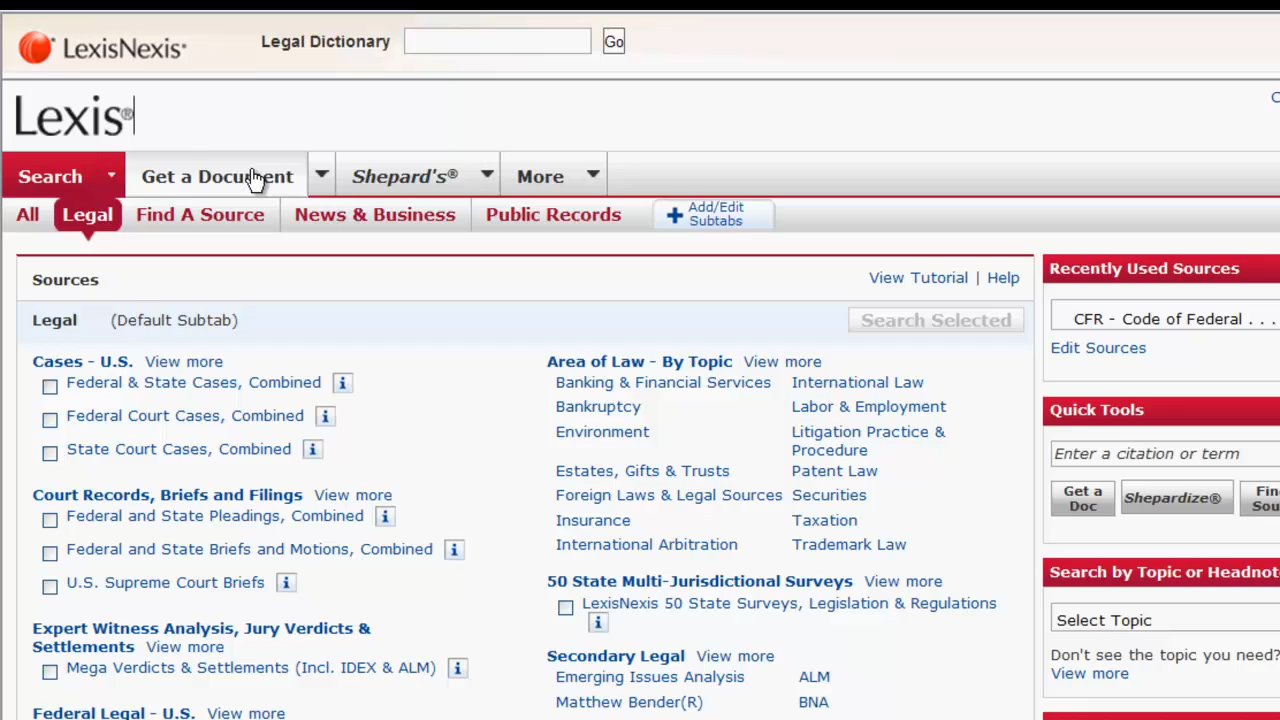 LexisNexis®
Legal Dictionary
Go
Lexis®
Search
Get a Document
Shepard's®
More
All
Legal
Find A Source
News & Business
Public Records
Add/Edit
Subtabs
Sources
View Tutorial | Help
Legal (Default Subtab)
Search Selected
Cases - U.S. View more
Federal & State Cases, Combined
Federal Court Cases, Combined
State Court Cases, Combined
Court Records, Briefs and Filings View more
Federal and State Pleadings, Combined
Federal and State Briefs and Motions, Combined
U.S. Supreme Court Briefs
Expert Witness Analysis, Jury Verdicts &
Settlements View more
Mega Verdicts & Settlements (Incl. IDEX & ALM)
Federal Legal - U.S. View more
Area of Law - By Topic View more
Banking & Financial Services
International Law
Bankruptcy
Labor & Employment
Environment
Litigation Practice &
Procedure
Estates, Gifts & Trusts
Patent Law
Foreign Laws & Legal Sources
Securities
Insurance
Taxation
International Arbitration
Trademark Law
50 State Multi-Jurisdictional Surveys View more
LexisNexis 50 State Surveys, Legislation & Regulations
Secondary Legal View more
Emerging Issues Analysis
ALM
Matthew Bender(R)
BNA
Recently Used Sources
CFR - Code of Federal . . .
Edit Sources
Quick Tools
Enter a citation or term
Get a
Doc
Shepardize®
Search by Topic or
Select Topic
Don't see the topic you need?
View more